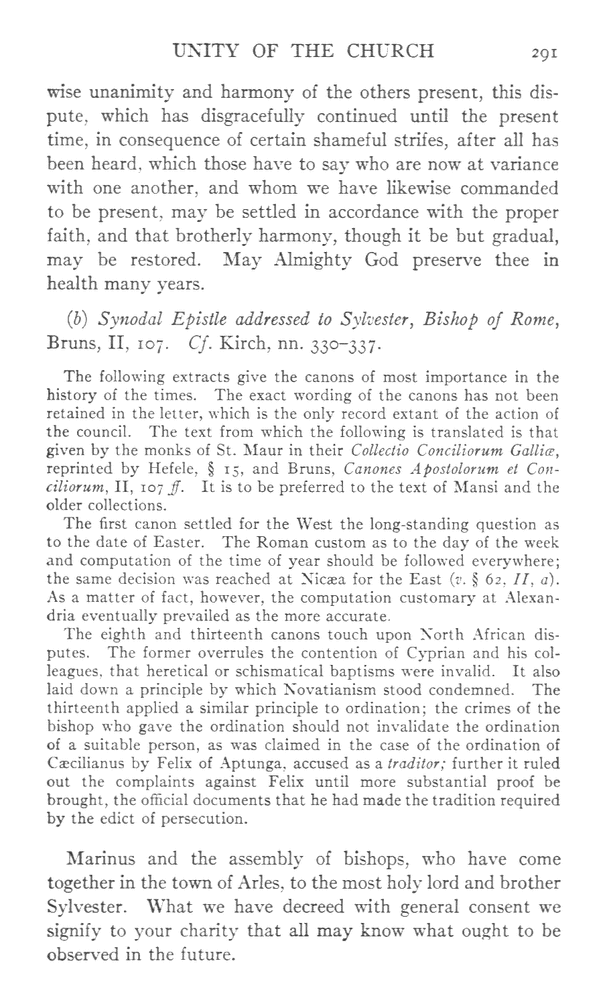 UNITY OF THE CHURCH 291
wise unanimity and harmony of the others present, this dis-
pute, which has disgracefully continued until the present
time, in consequence of certain shameful strifes, after all has
been heard, which those have to say who are now at variance
with one another, and whom we have likewise commanded
to be present, may be settled in accordance with the proper
faith, and that brotherly harmony, though it be but gradual,
may be restored. May Almighty God preserve thee in
health many years.
(b) Synodal Epistle addressed to Sylvester, Bishop of Rome,
Bruns, II, 107. Cf. Kirch, nn. 330–337.
The following extracts give the canons of most importance in the
history of the times. The exact wording of the canons has not been
retained in the letter, which is the only record extant of the action of
the council. The text from which the following is translated is that
given by the monks of St. Maur in their Collectio Conciliorum Galliæ,
reprinted by Hefele, § 15, and Bruns, Canones Apostolorum et Con-
ciliorum, II, 107 ff. It is to be preferred to the text of Mansi and the
older collections.
The first canon settled for the West the long-standing question as
to the date of Easter. The Roman custom as to the day of the week
and computation of the time of year should be followed everywhere;
the same decision was reached at Nicæa for the East (v. § 62, II, a).
As a matter of fact, however, the computation customary at Alexan-
dria eventually prevailed as the more accurate.
The eighth and thirteenth canons touch upon North African dis-
putes. The former overrules the contention of Cyprian and his col-
leagues, that heretical or schismatical baptisms were invalid. It also
laid down a principle by which Novatianism stood condemned. The
thirteenth applied a similar principle to ordination; the crimes of the
bishop who gave the ordination should not invalidate the ordination
of a suitable person, as was claimed in the case of the ordination of
Cæcilianus by Felix of Aptunga, accused as a traditor; further it ruled
out the complaints against Felix until more substantial proof be
brought, the official documents that he had made the tradition required
by the edict of persecution.
Marinus and the assembly of bishops, who have come
together in the town of Arles, to the most holy lord and brother
Sylvester. What we have decreed with general consent we
signify to your charity that all may know what ought to be
observed in the future.